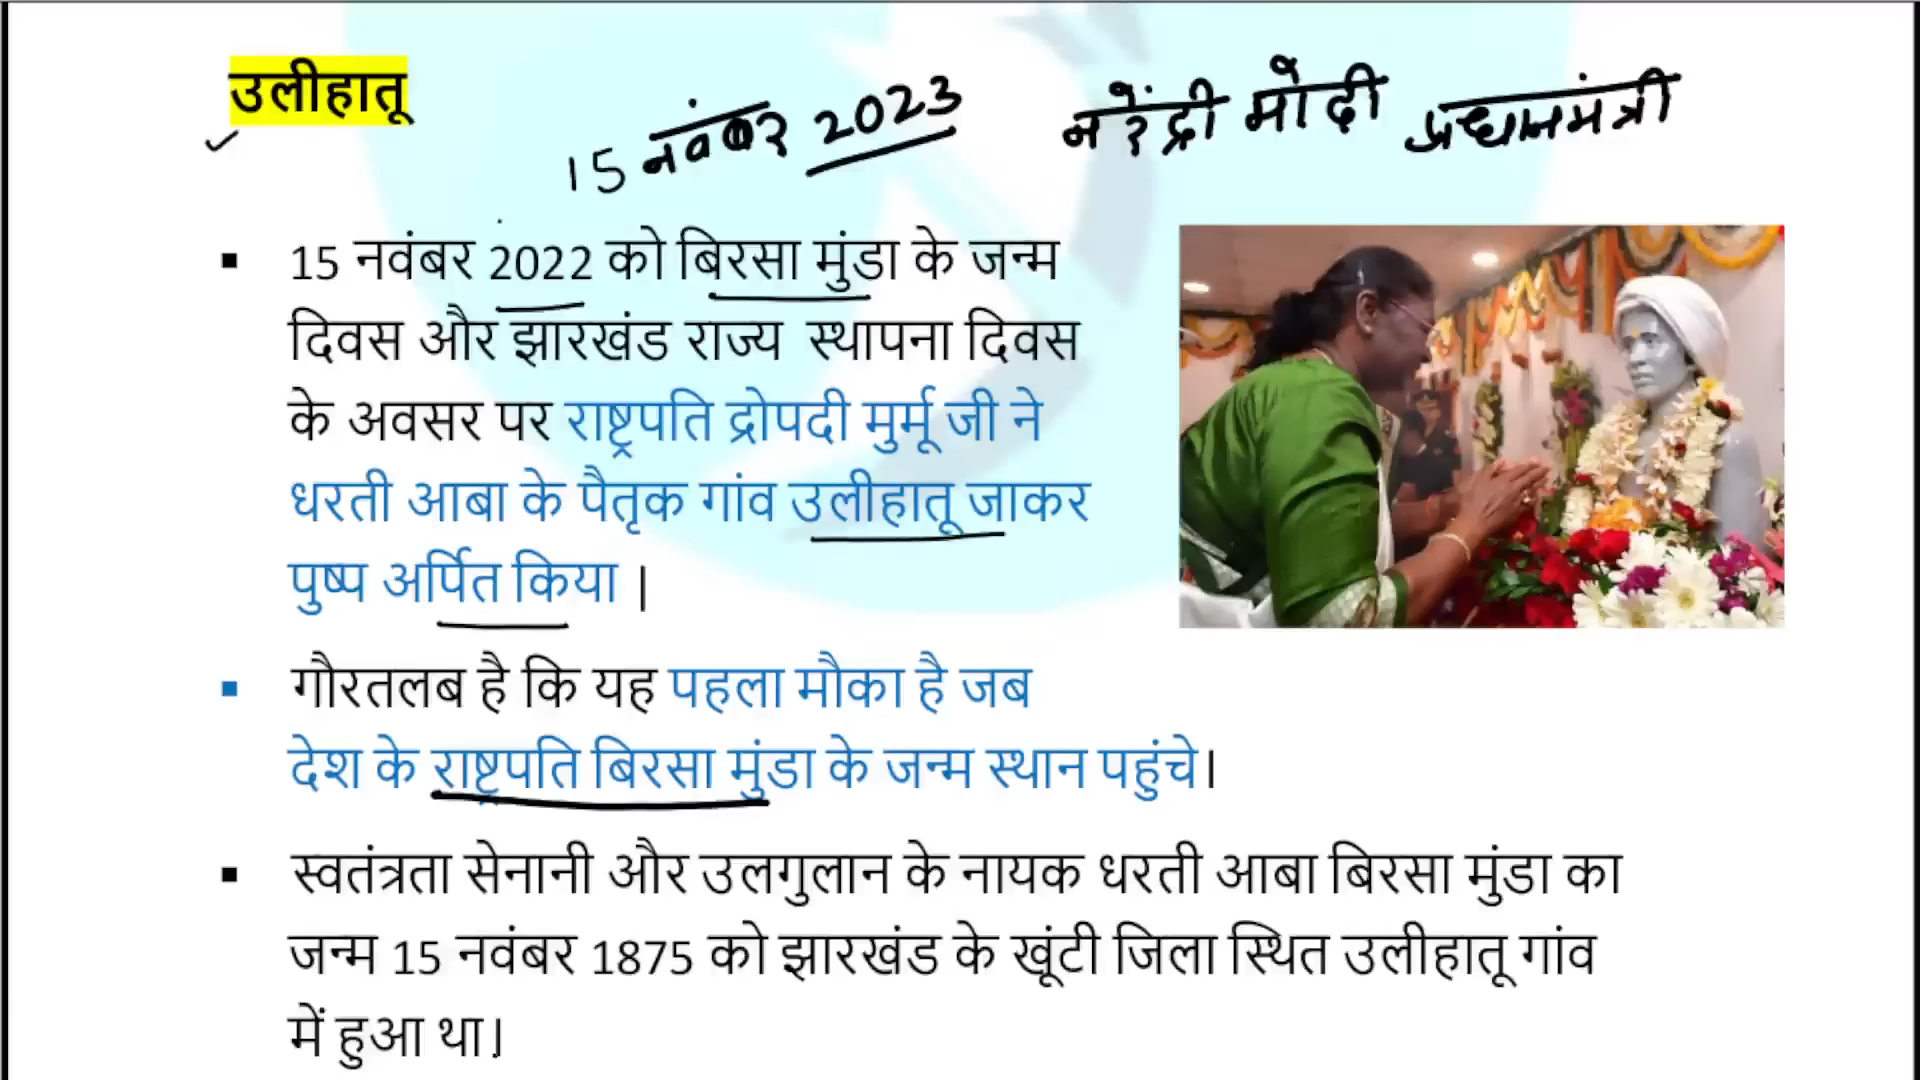 उलीहातू
15 नवंबर 2023 नरेंद्री मोदी प्रधानमंत्री
15 नवंबर 2022 को बिरसा मुंडा के जन्म
दिवस और झारखंड राज्य स्थापना दिवस
के अवसर पर राष्ट्रपति द्रोपदी मुर्मू जी ने
धरती आबा के पैतृक गांव उलीहातू जाकर
पुष्प अर्पित किया |
गौरतलब है कि यह पहला मौका है जब
देश के राष्ट्रपति बिरसा मुंडा के जन्म स्थान पहुंचे।
स्वतंत्रता सेनानी और उलगुलान के नायक धरती आबा बिरसा मुंडा का
जन्म 15 नवंबर 1875 को झारखंड के खूंटी जिला स्थित उलीहातू गांव
में हुआ था।